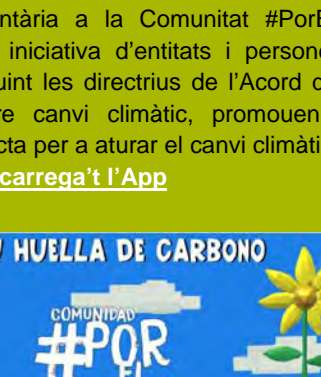 ntària a la Comunitat #PorE
iniciativa d'entitats i person
uint les directrius de l'Acord d
re canvi climàtic, promouen
cta per a aturar el canvi climàti
carrega't l'App
HUELLA DE CARBONO
COMUNIDAD
#POR
EL